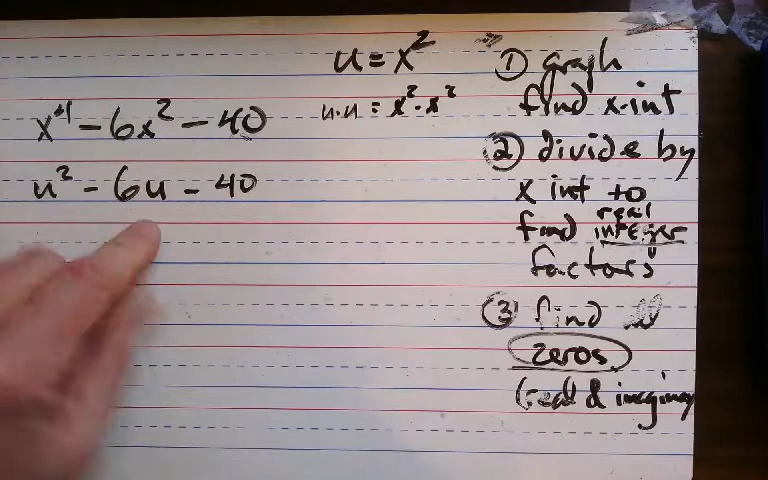 x⁴ - 6x² - 40
u² - 6u - 40
u = x²
u·u = x²·x²
① graph
find x-int
② divide by
x int to
find real integer
factors
③ find
zeros
(real & imaginary